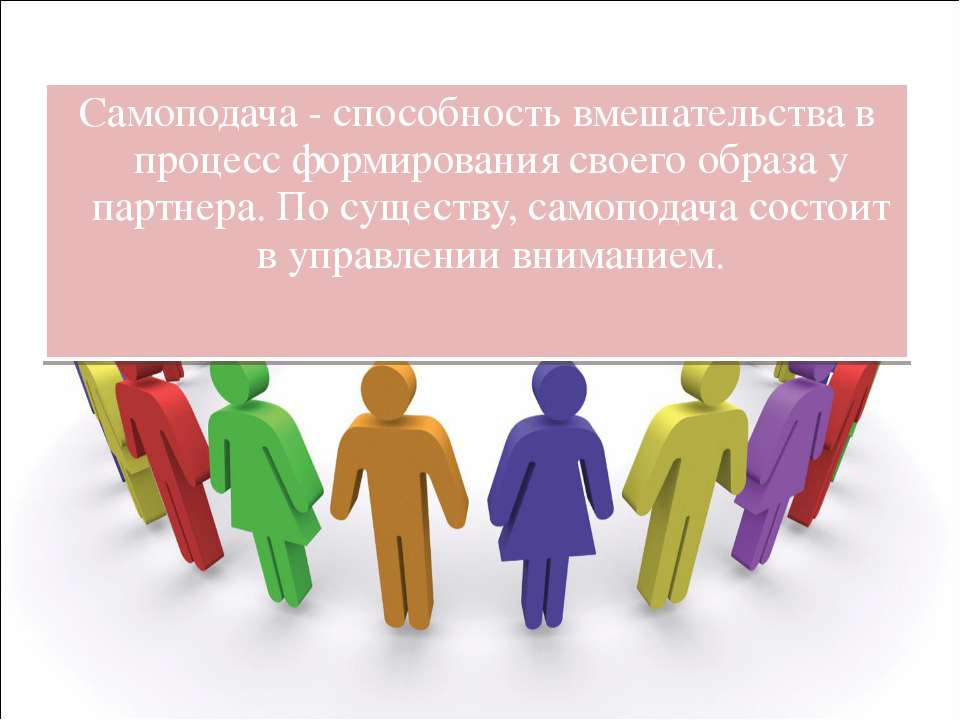 Самоподача - способность вмешательства в
процесс формирования своего образа у
партнера. По существу, самоподача состоит
в управлении вниманием.